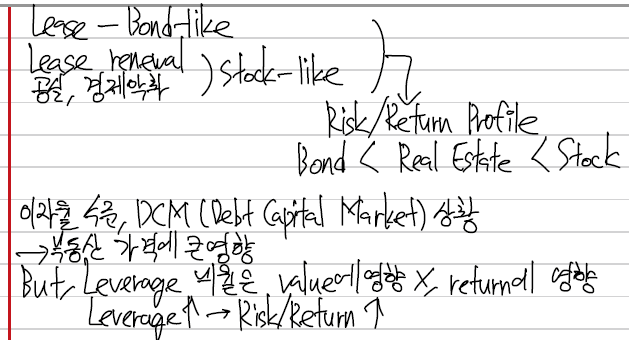 Lease – Bond-like
Lease renewal
공실, 경제악화 ) Stock-like
Risk/Return Profile
Bond < Real Estate < Stock
이자율 수준, DCM (Debt Capital Market) 상황
→ 부동산 가격에 큰 영향
But, Leverage 비율은 value에 영향 X, return에 영향
Leverage↑ → Risk/Return ↑